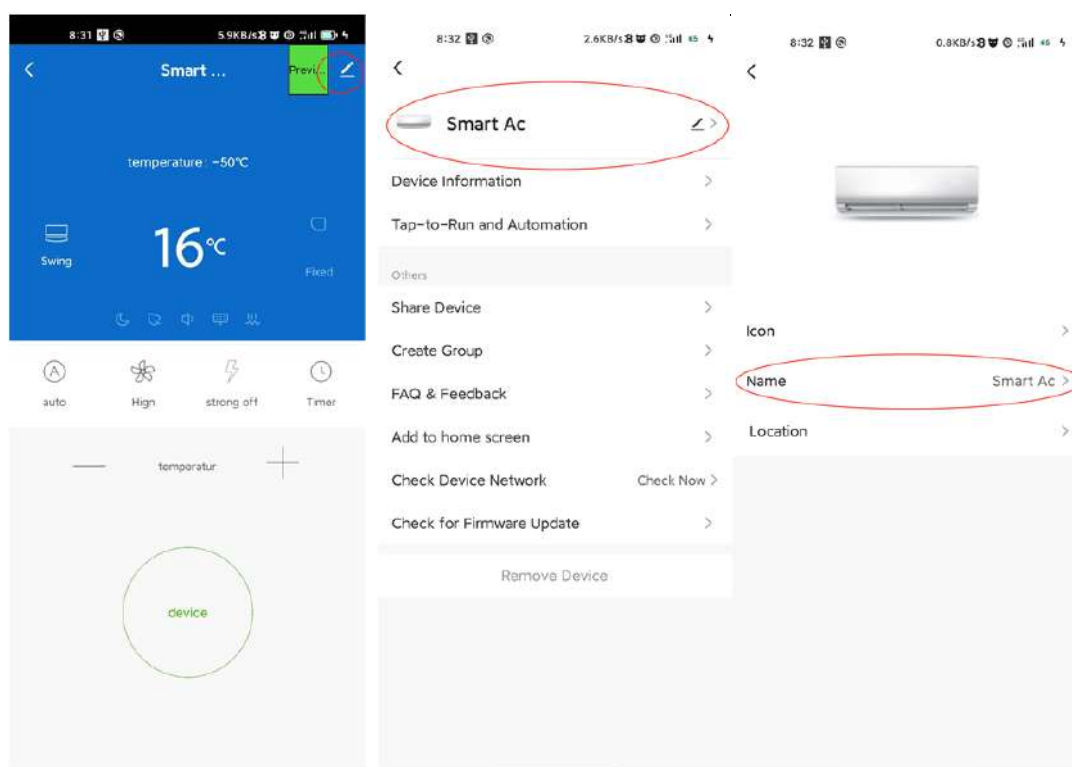 8:31
5.9KB/s
Smart ...
Previ...
temperature: -50℃
Swing
16℃
Fixed
auto
Hign
strong off
Timer
temperatur
device
8:32
2.6KB/s
Smart Ac
Device Information
Tap-to-Run and Automation
Others
Share Device
Create Group
FAQ & Feedback
Add to home screen
Check Device Network
Check Now
Check for Firmware Update
Remove Device
8:32
0.8KB/s
Icon
Name
Smart Ac
Location